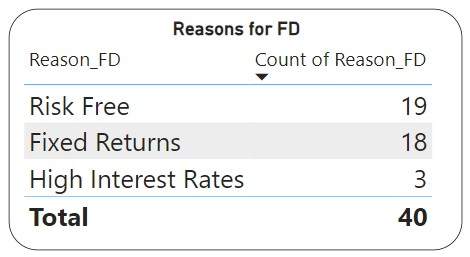 Reasons for FD
Reason_FD Count of Reason_FD
Risk Free 19
Fixed Returns 18
High Interest Rates 3
Total 40